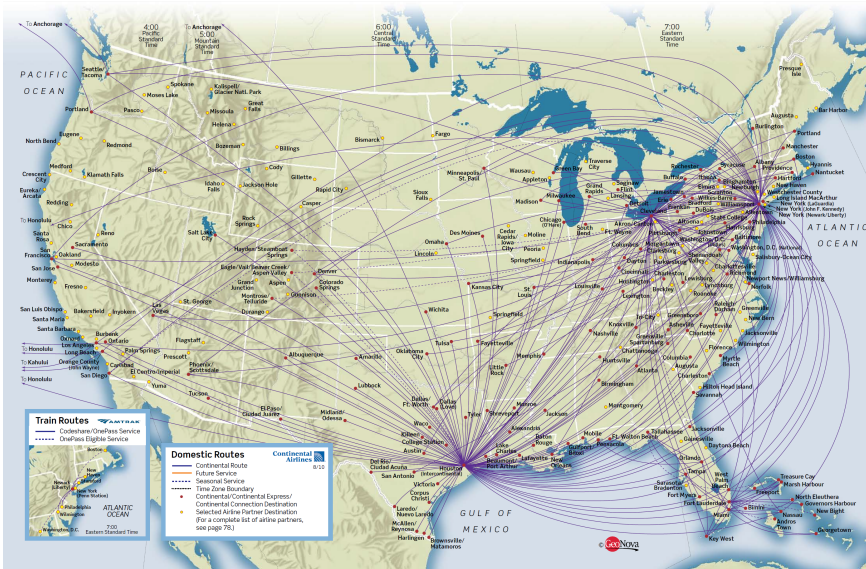 To Anchorage
To Anchorage
4:00
Pacific
Standard
Time
5:00
Mountain
Standard
Time
6:00
Central
Standard
Time
7:00
Eastern
Standard
Time
PACIFIC
OCEAN
Seattle/
Tacoma
Spokane
Moses Lake
Kalispell/
Glacier Natl. Park
Portland
Pasco
Missoula
Great
Falls
Helena
Eugene
North Bend
Redmond
Bozeman
Billings
Bismarck
Fargo
Medford
Crescent
City
Klamath Falls
Boise
Cody
Idaho
Falls
Jackson Hole
Gillette
Rapid City
Casper
Eureka/
Arcata
Redding
To Honolulu
Chico
Rock
Springs
Salt Lake
City
Santa
Rosa
Reno
Sacramento
San
Francisco
Oakland
San Jose
Modesto
Monterey
Fresno
Hayden/Steamboat
Springs
Eagle/Vail/Beaver Creek/
Aspen Valley
Denver
Grand
Junction
Aspen
Colorado
Springs
Montrose/
Telluride
Gunnison
Durango
San Luis Obispo
Bakersfield
Inyokern
Santa Maria
Las
Vegas
St. George
Santa Barbara
Burbank
Oxnard
Ontario
Los Angeles
Long Beach
Palm Springs
Orange County
(John Wayne)
Carlsbad
San Diego
El Centro/Imperial
Yuma
To Honolulu
To Kahului
To Honolulu
Flagstaff
Prescott
Phoenix/
Scottsdale
Tucson
Albuquerque
Amarillo
Lubbock
El Paso/
Ciudad Juarez
Midland/
Odessa
Minneapolis/
St. Paul
Wausau
Appleton
Green Bay
Traverse
City
Sioux
Falls
Madison
Milwaukee
Grand
Rapids
Saginaw
Flint
Lansing
Detroit
Chicago
(O'Hare)
South
Bend
Ft. Wayne
Des Moines
Omaha
Lincoln
Cedar
Rapids/
Iowa
City
Moline
Peoria
Springfield
Indianapolis
Kansas City
St.
Louis
Wichita
Springfield
Tulsa
Fayetteville
Oklahoma
City
Little
Rock
Memphis
Louisville
Lexington
Nashville
Knoxville
Tri-City
Chattanooga
Huntsville
Atlanta
Birmingham
Montgomery
Dallas/
Ft. Worth
Dallas
(Love)
Tyler
Shreveport
Monroe
Jackson
Waco
Killeen
College Station
Austin
Alexandria
Lake
Charles
Baton
Rouge
Lafayette
New
Orleans
Gulfport/
Biloxi
Mobile
Pensacola
Ft. Walton Beach
Tallahassee
Beaumont/
Port Arthur
Houston
(Intercontinental)
Del Rio/
Ciudad Acuna
San Antonio
Victoria
Corpus
Christi
Laredo/
Nuevo Laredo
McAllen/
Reynosa
Harlingen
Brownsville/
Matamoros
GULF OF
MEXICO
© GeoNova
Presque
Isle
Bar Harbor
Augusta
Burlington
Portland
Manchester
Boston
Albany
Providence
Hyannis
Nantucket
Hartford
New Haven
Westchester County
Long Island MacArthur
New York (LaGuardia)
New York (John F. Kennedy)
New York (Newark/Liberty)
ATLANTIC
OCEAN
Rochester
Syracuse
Buffalo
Elmira
Binghamton
Newburgh
Scranton
Wilkes-Barre
Williamsport
Jamestown
Erie
Bradford
Franklin
DuBois
Cleveland
Akron/Canton
State College
Allentown
Philadelphia
Altoona
Harrisburg
Pittsburgh
Johnstown
Baltimore
Washington, D.C. (National)
Columbus
Morgantown
Clarksburg
Dayton
Parkersburg
Shenandoah
Valley
Salisbury-Ocean City
Cincinnati
Charleston
Charlottesville
Huntington
Beckley
Lewisburg
Lynchburg
Roanoke
Newport News/Williamsburg
Norfolk
Raleigh/
Durham
Greensboro
Greenville
New Bern
Asheville
Fayetteville
Charlotte
Jacksonville
Greenville/
Spartanburg
Wilmington
Columbia
Florence
Augusta
Myrtle
Beach
Charleston
Hilton Head Island
Savannah
Jacksonville
Gainesville
Daytona Beach
Orlando
Tampa
Sarasota
Bradenton
Fort Myers
West
Palm
Beach
Fort Lauderdale
Miami
Key West
Treasure Cay
Marsh Harbour
Freeport
North Eleuthera
Governors Harbour
Bimini
Nassau
New Bight
Andros
Town
Georgetown
Train Routes
AMTRAK
Codeshare/OnePass Service
OnePass Eligible Service
Boston
New
Haven
Stamford
Newark
(Liberty)
New York
(Penn Station)
Philadelphia
Wilmington
Washington, D.C.
ATLANTIC
OCEAN
7:00
Eastern Standard Time
Domestic Routes
Continental
Airlines
8/10
Continental Route
Future Service
Seasonal Service
Time Zone Boundary
Continental/Continental Express/
Continental Connection Destination
Selected Airline Partner Destination
(For a complete list of airline partners,
see page 78.)